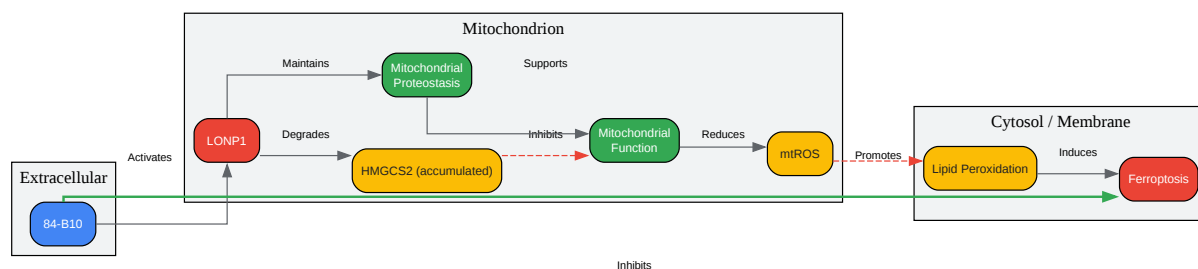 Mitochondrion
Maintains
Mitochondrial
Proteostasis
Supports
LONP1
Degrades
HMGCS2 (accumulated)
Inhibits
Mitochondrial
Function
Reduces
mtROS
Promotes
Cytosol / Membrane
Lipid Peroxidation
Induces
Ferroptosis
Activates
Extracellular
84-B10
Inhibits